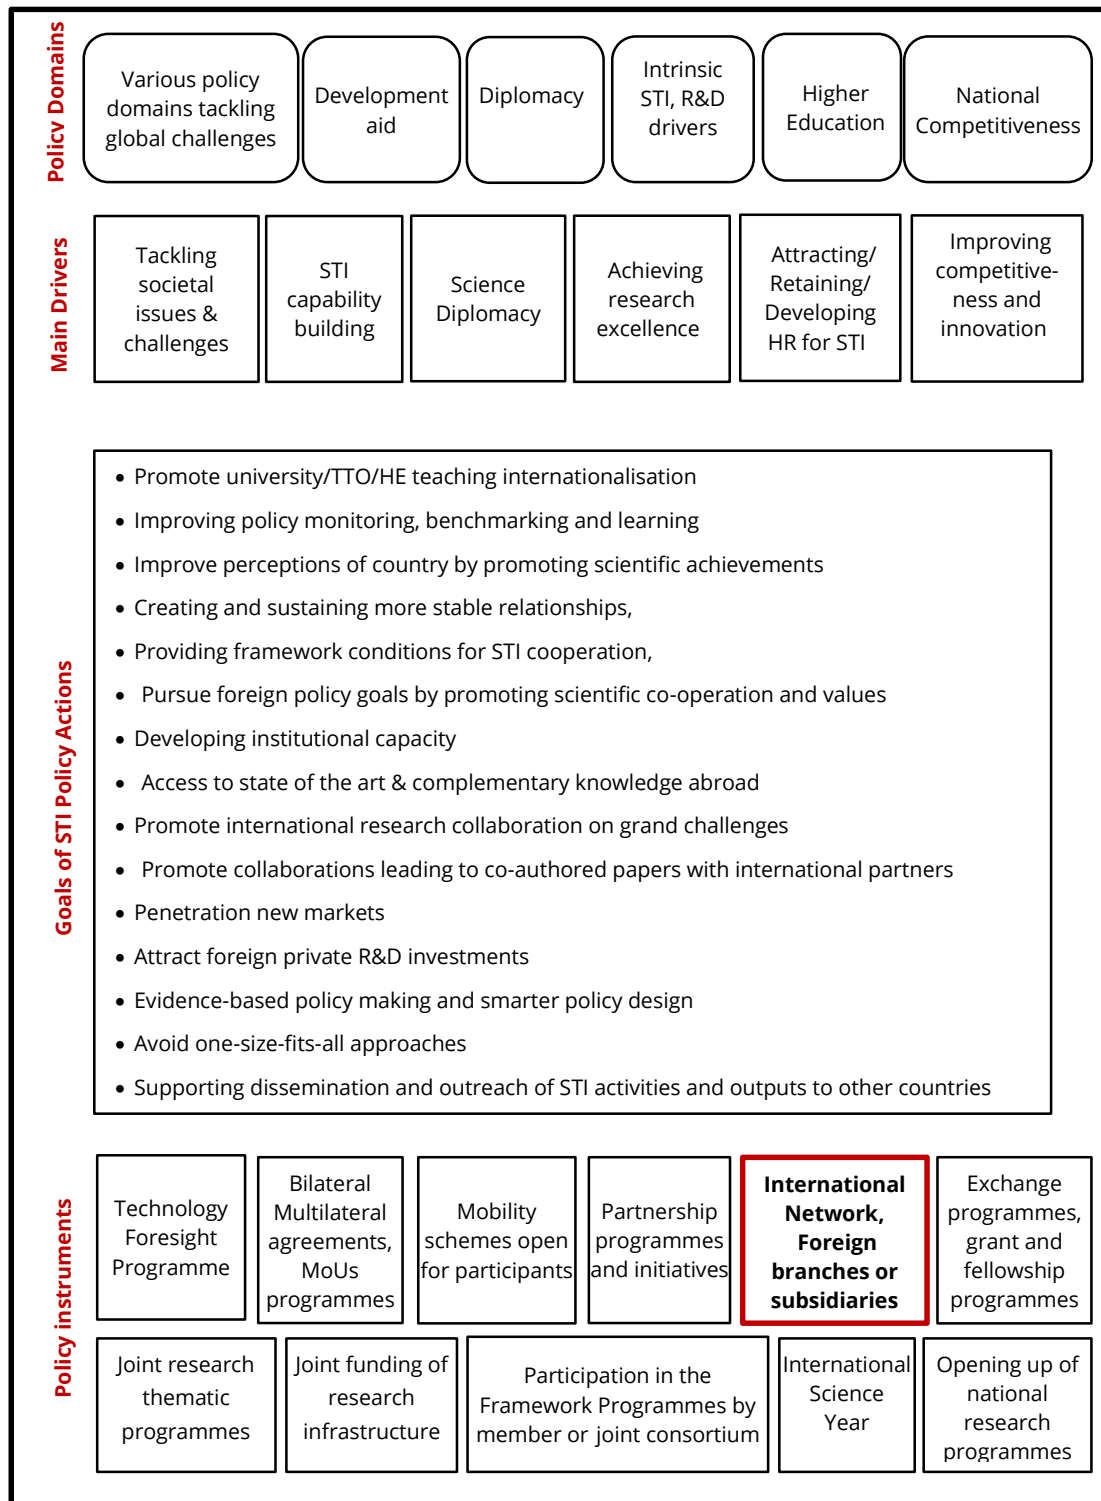 Policy Domains
Various policy
domains tackling
global challenges
Development
aid
Diplomacy
Intrinsic
STI, R&D
drivers
Higher
Education
National
Competitiveness
Main Drivers
Tackling
societal
issues &
challenges
STI
capability
building
Science
Diplomacy
Achieving
research
excellence
Attracting/
Retaining/
Developing
HR for STI
Improving
competitive-
ness and
innovation
Goals of STI Policy Actions
• Promote university/TTO/HE teaching internationalisation
• Improving policy monitoring, benchmarking and learning
• Improve perceptions of country by promoting scientific achievements
• Creating and sustaining more stable relationships,
• Providing framework conditions for STI cooperation,
• Pursue foreign policy goals by promoting scientific co-operation and values
• Developing institutional capacity
• Access to state of the art & complementary knowledge abroad
• Promote international research collaboration on grand challenges
• Promote collaborations leading to co-authored papers with international partners
• Penetration new markets
• Attract foreign private R&D investments
• Evidence-based policy making and smarter policy design
• Avoid one-size-fits-all approaches
• Supporting dissemination and outreach of STI activities and outputs to other countries
Policy instruments
Technology
Foresight
Programme
Bilateral
Multilateral
agreements,
MoUs
programmes
Mobility
schemes open
for participants
Partnership
programmes
and initiatives
International
Network,
Foreign
branches or
subsidiaries
Exchange
programmes,
grant and
fellowship
programmes
Joint research
thematic
programmes
Joint funding of
research
infrastructure
Participation in the
Framework Programmes by
member or joint consortium
International
Science
Year
Opening up of
national
research
programmes